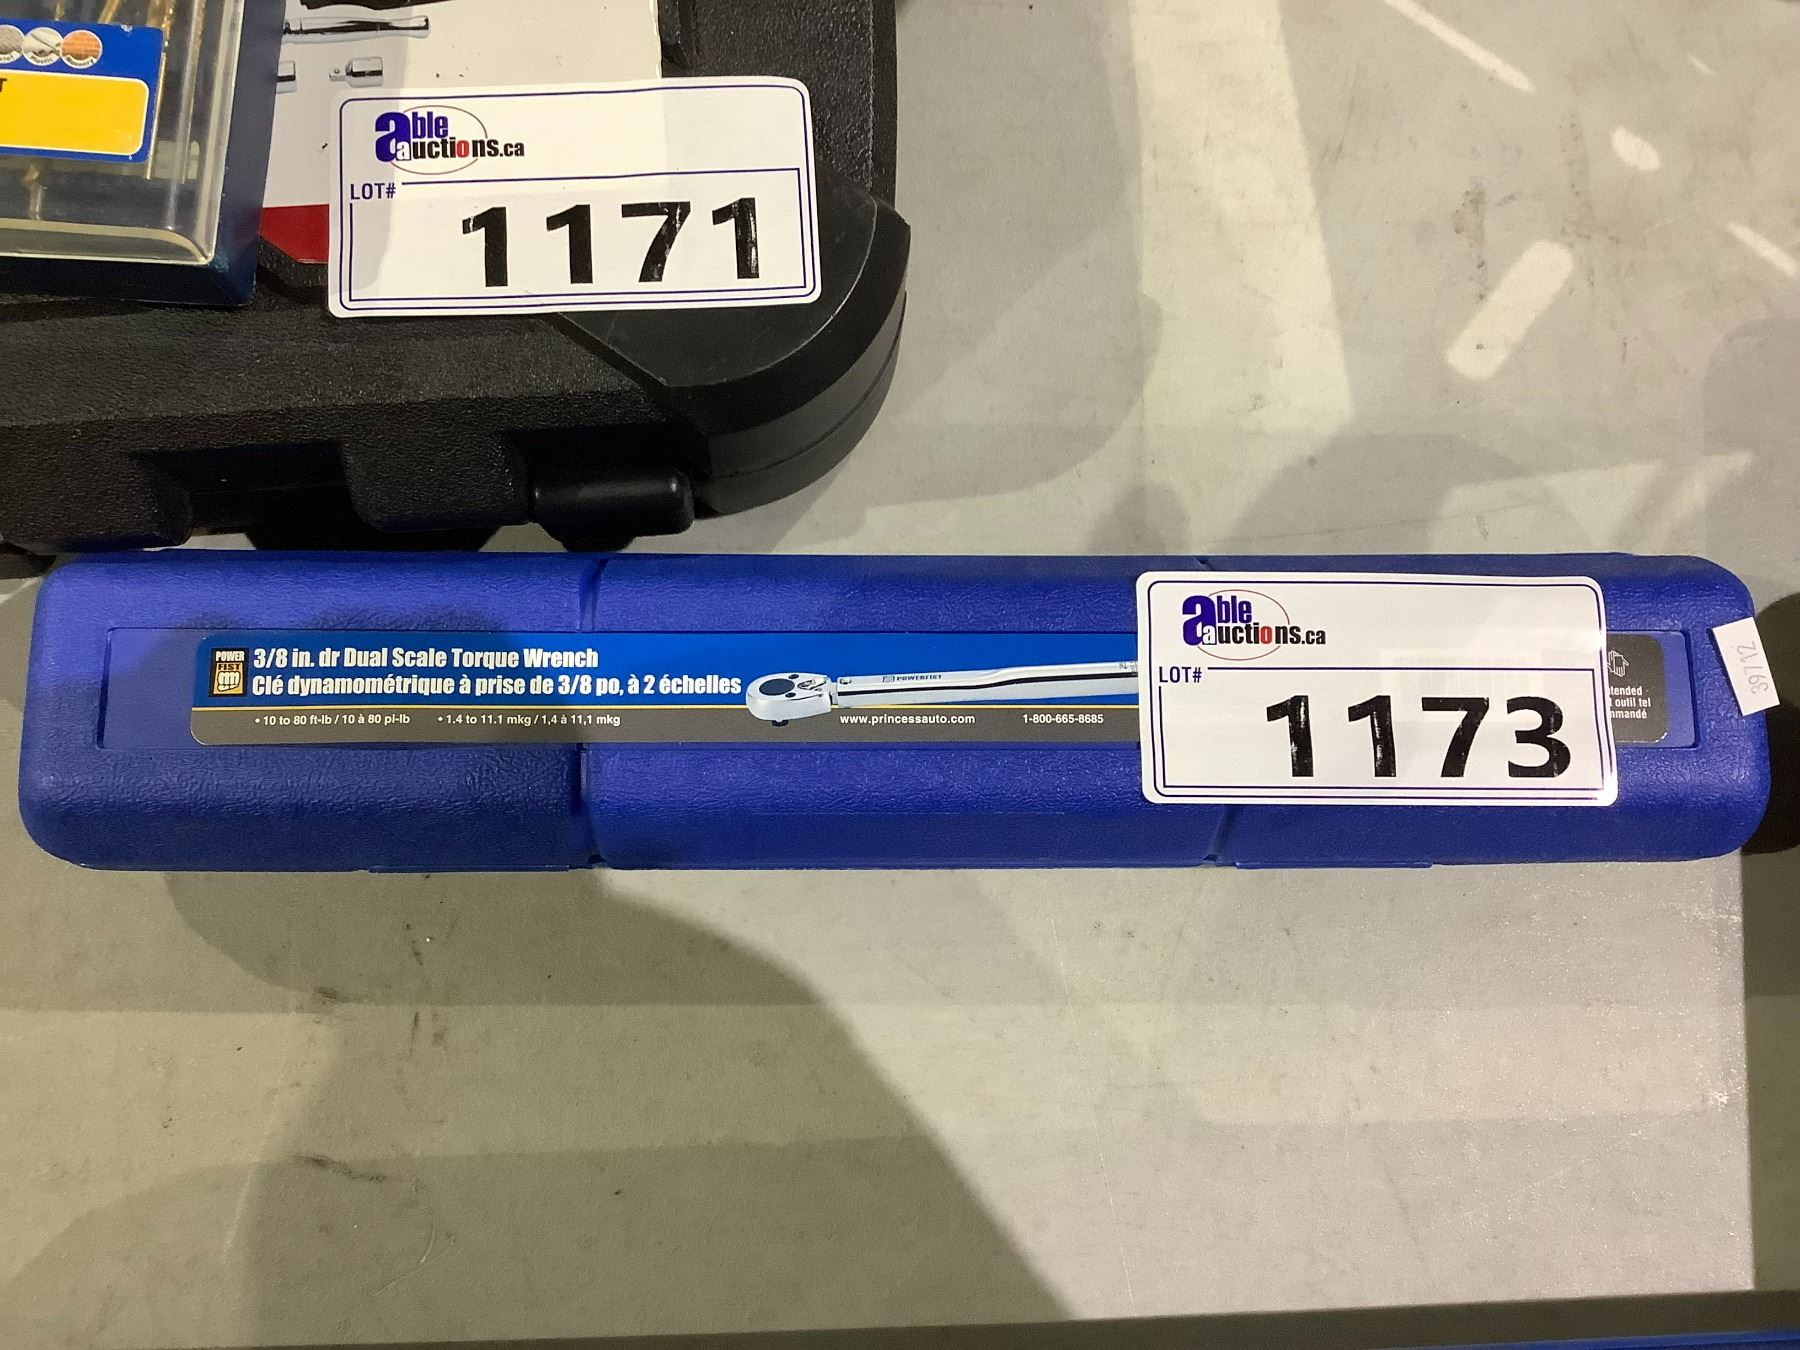 Plastic
Masonry
able
auctions.ca
LOT#
1171
POWER
FIST
3/8 in. dr Dual Scale Torque Wrench
Clé dynamométrique à prise de 3/8 po, à 2 échelles
• 10 to 80 ft-lb / 10 à 80 pi-lb • 1.4 to 11.1 mkg / 1,4 à 11,1 mkg
POWERFIST
www.princessauto.com 1-800-665-8685
able
auctions.ca
LOT#
1173
outil tel
39712